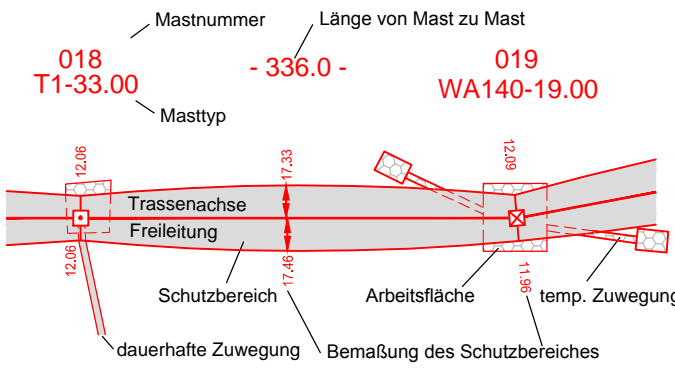 Mastnummer
Länge von Mast zu Mast
018
T1-33.00
- 336.0 -
019
WA140-19.00
Masttyp
12.06
17.33
12.09
Trassenachse
Freileitung
12.06
17.46
11.96
Schutzbereich
Arbeitsfläche
temp. Zuwegung
dauerhafte Zuwegung
Bemaßung des Schutzbereiches